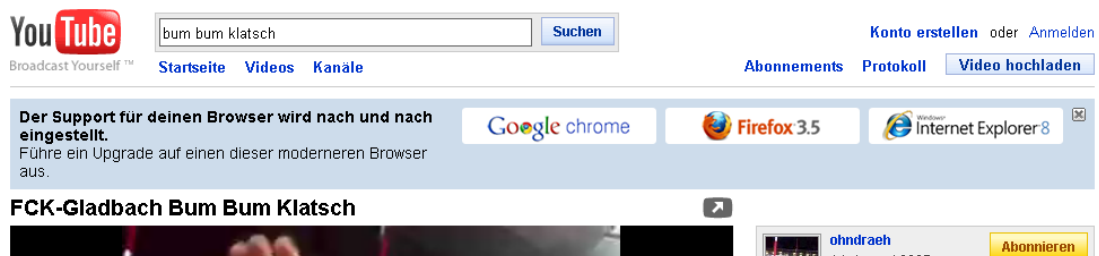 You Tube
Broadcast Yourself ™
bum bum klatsch
Suchen
Konto erstellen oder Anmelden
Startseite Videos Kanäle
Abonnements Protokoll Video hochladen
Der Support für deinen Browser wird nach und nach
eingestellt.
Führe ein Upgrade auf einen dieser moderneren Browser
aus.
Google chrome
Firefox 3.5
Windows
Internet Explorer 8
FCK-Gladbach Bum Bum Klatsch
ohndraeh
Abonnieren